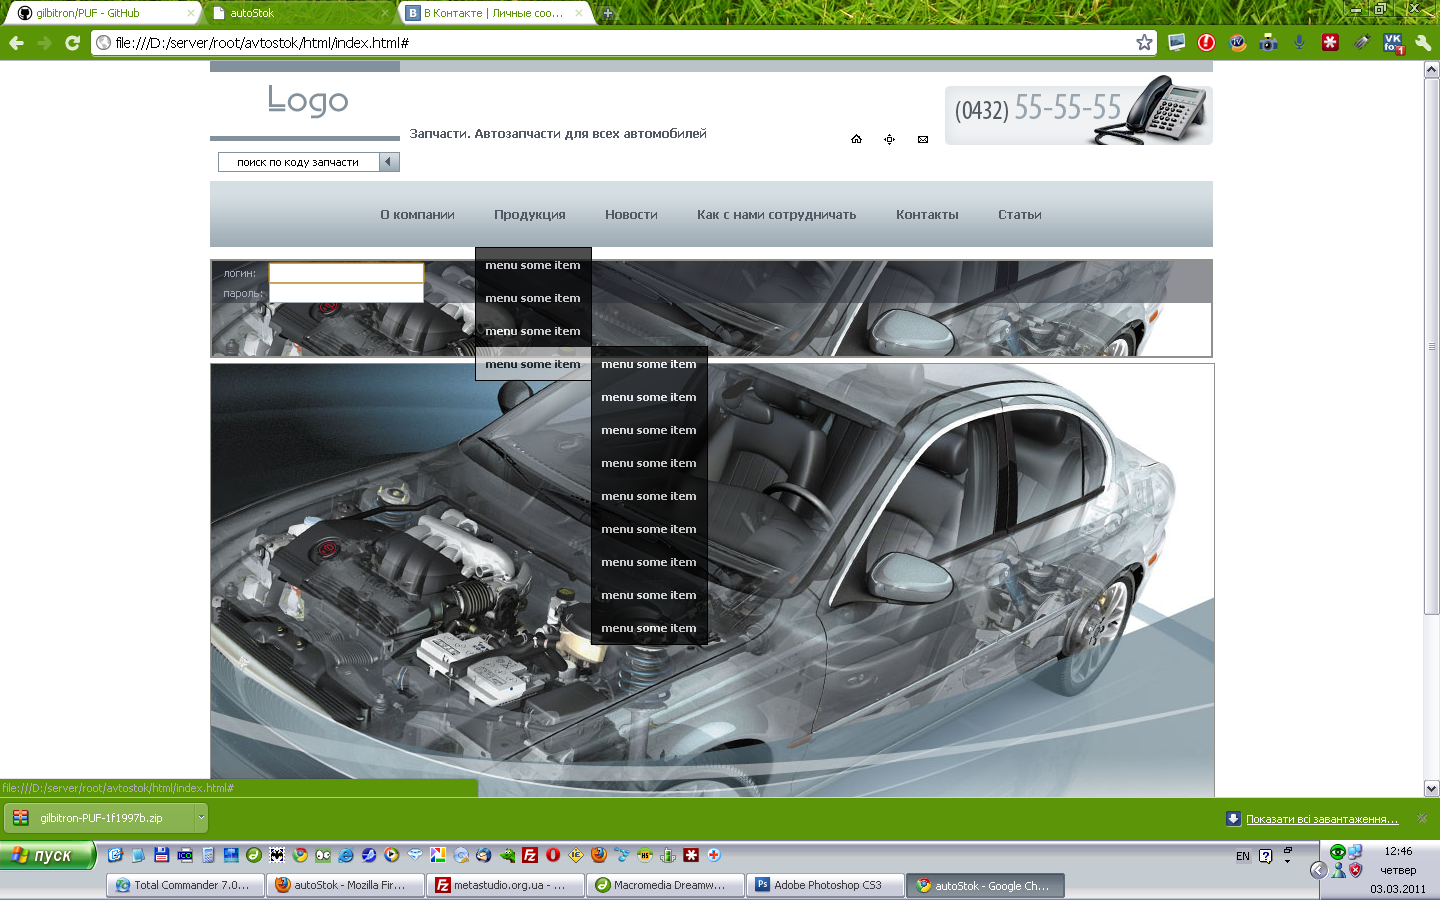 gilbitron/PUF - GitHub
autoStok
В Контакте | Личные соо...
file:///D:/server/root/avtostok/html/index.html#
Logo
Запчасти. Автозапчасти для всех автомобилей
(0432) 55-55-55
поиск по коду запчасти
О компании Продукция Новости Как с нами сотрудничать Контакты Статьи
логин:
пароль:
menu some item
menu some item
menu some item
menu some item
menu some item
menu some item
menu some item
menu some item
menu some item
menu some item
menu some item
menu some item
menu some item
file:///D:/server/root/avtostok/html/index.html#
gilbitron-PUF-1f1997b.zip
Показати всі завантаження...
пуск
EN
12:46
четвер
03.03.2011
Total Commander 7.0...
autoStok - Mozilla Fir...
metastudio.org.ua - ...
Macromedia Dreamw...
Adobe Photoshop CS3
autoStok - Google Ch...